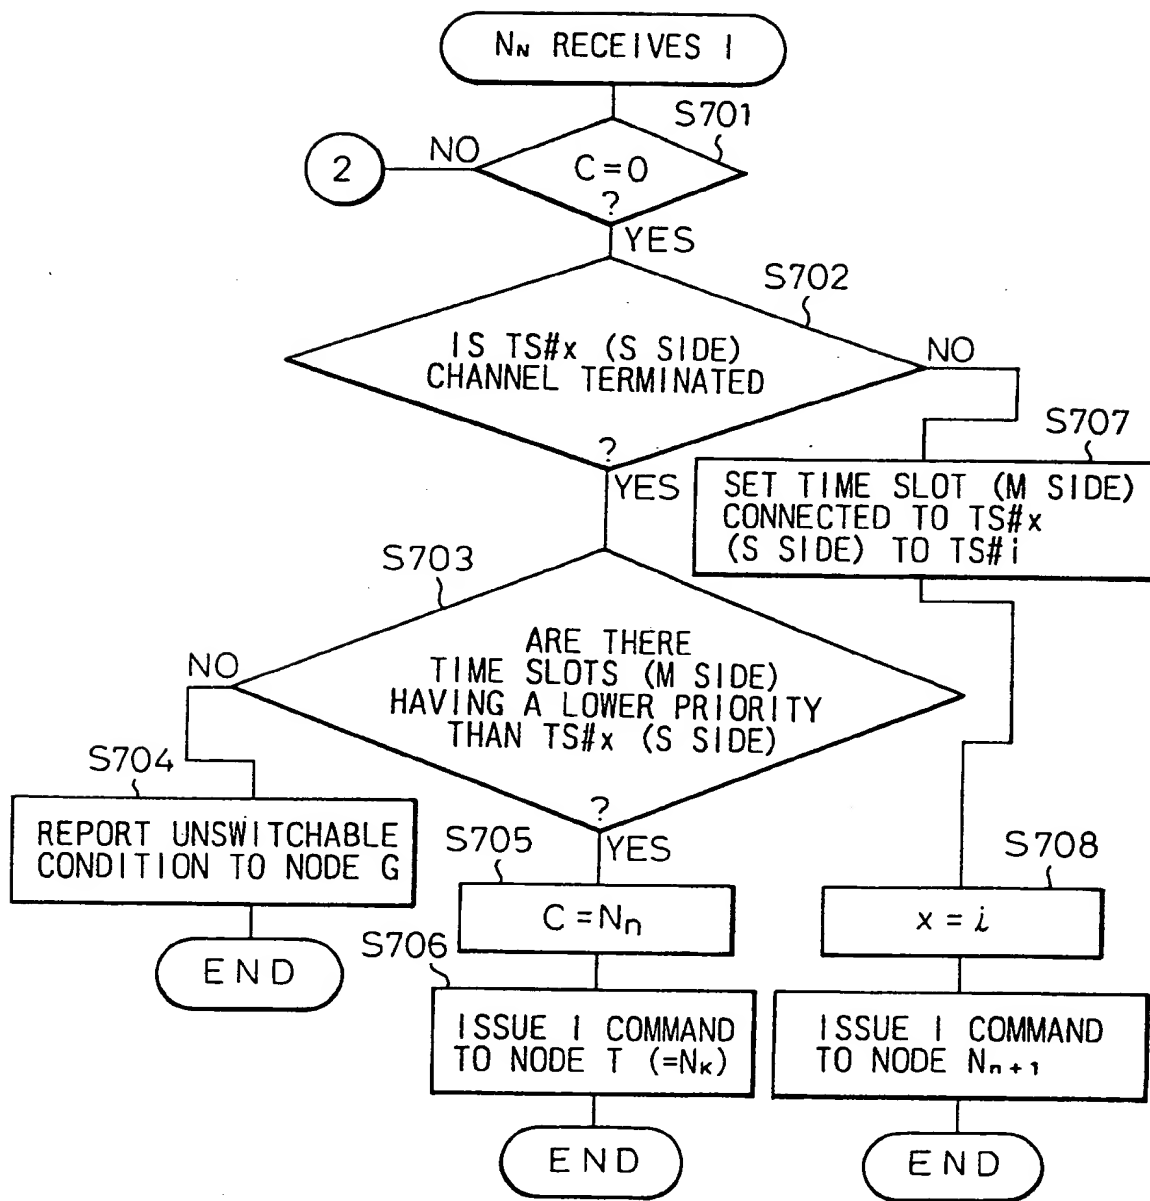 NN RECEIVES I
S701
NO
2
C=0
?
YES
S702
IS TS#x (S SIDE)
CHANNEL TERMINATED
?
NO
YES
S707
SET TIME SLOT (M SIDE)
CONNECTED TO TS#x
(S SIDE) TO TS#i
S703
ARE THERE
TIME SLOTS (M SIDE)
HAVING A LOWER PRIORITY
THAN TS#x (S SIDE)
?
NO
YES
S704
REPORT UNSWITCHABLE
CONDITION TO NODE G
END
S705
C=Nn
S706
ISSUE I COMMAND
TO NODE T (=NK)
END
S708
x=i
ISSUE I COMMAND
TO NODE Nn+1
END